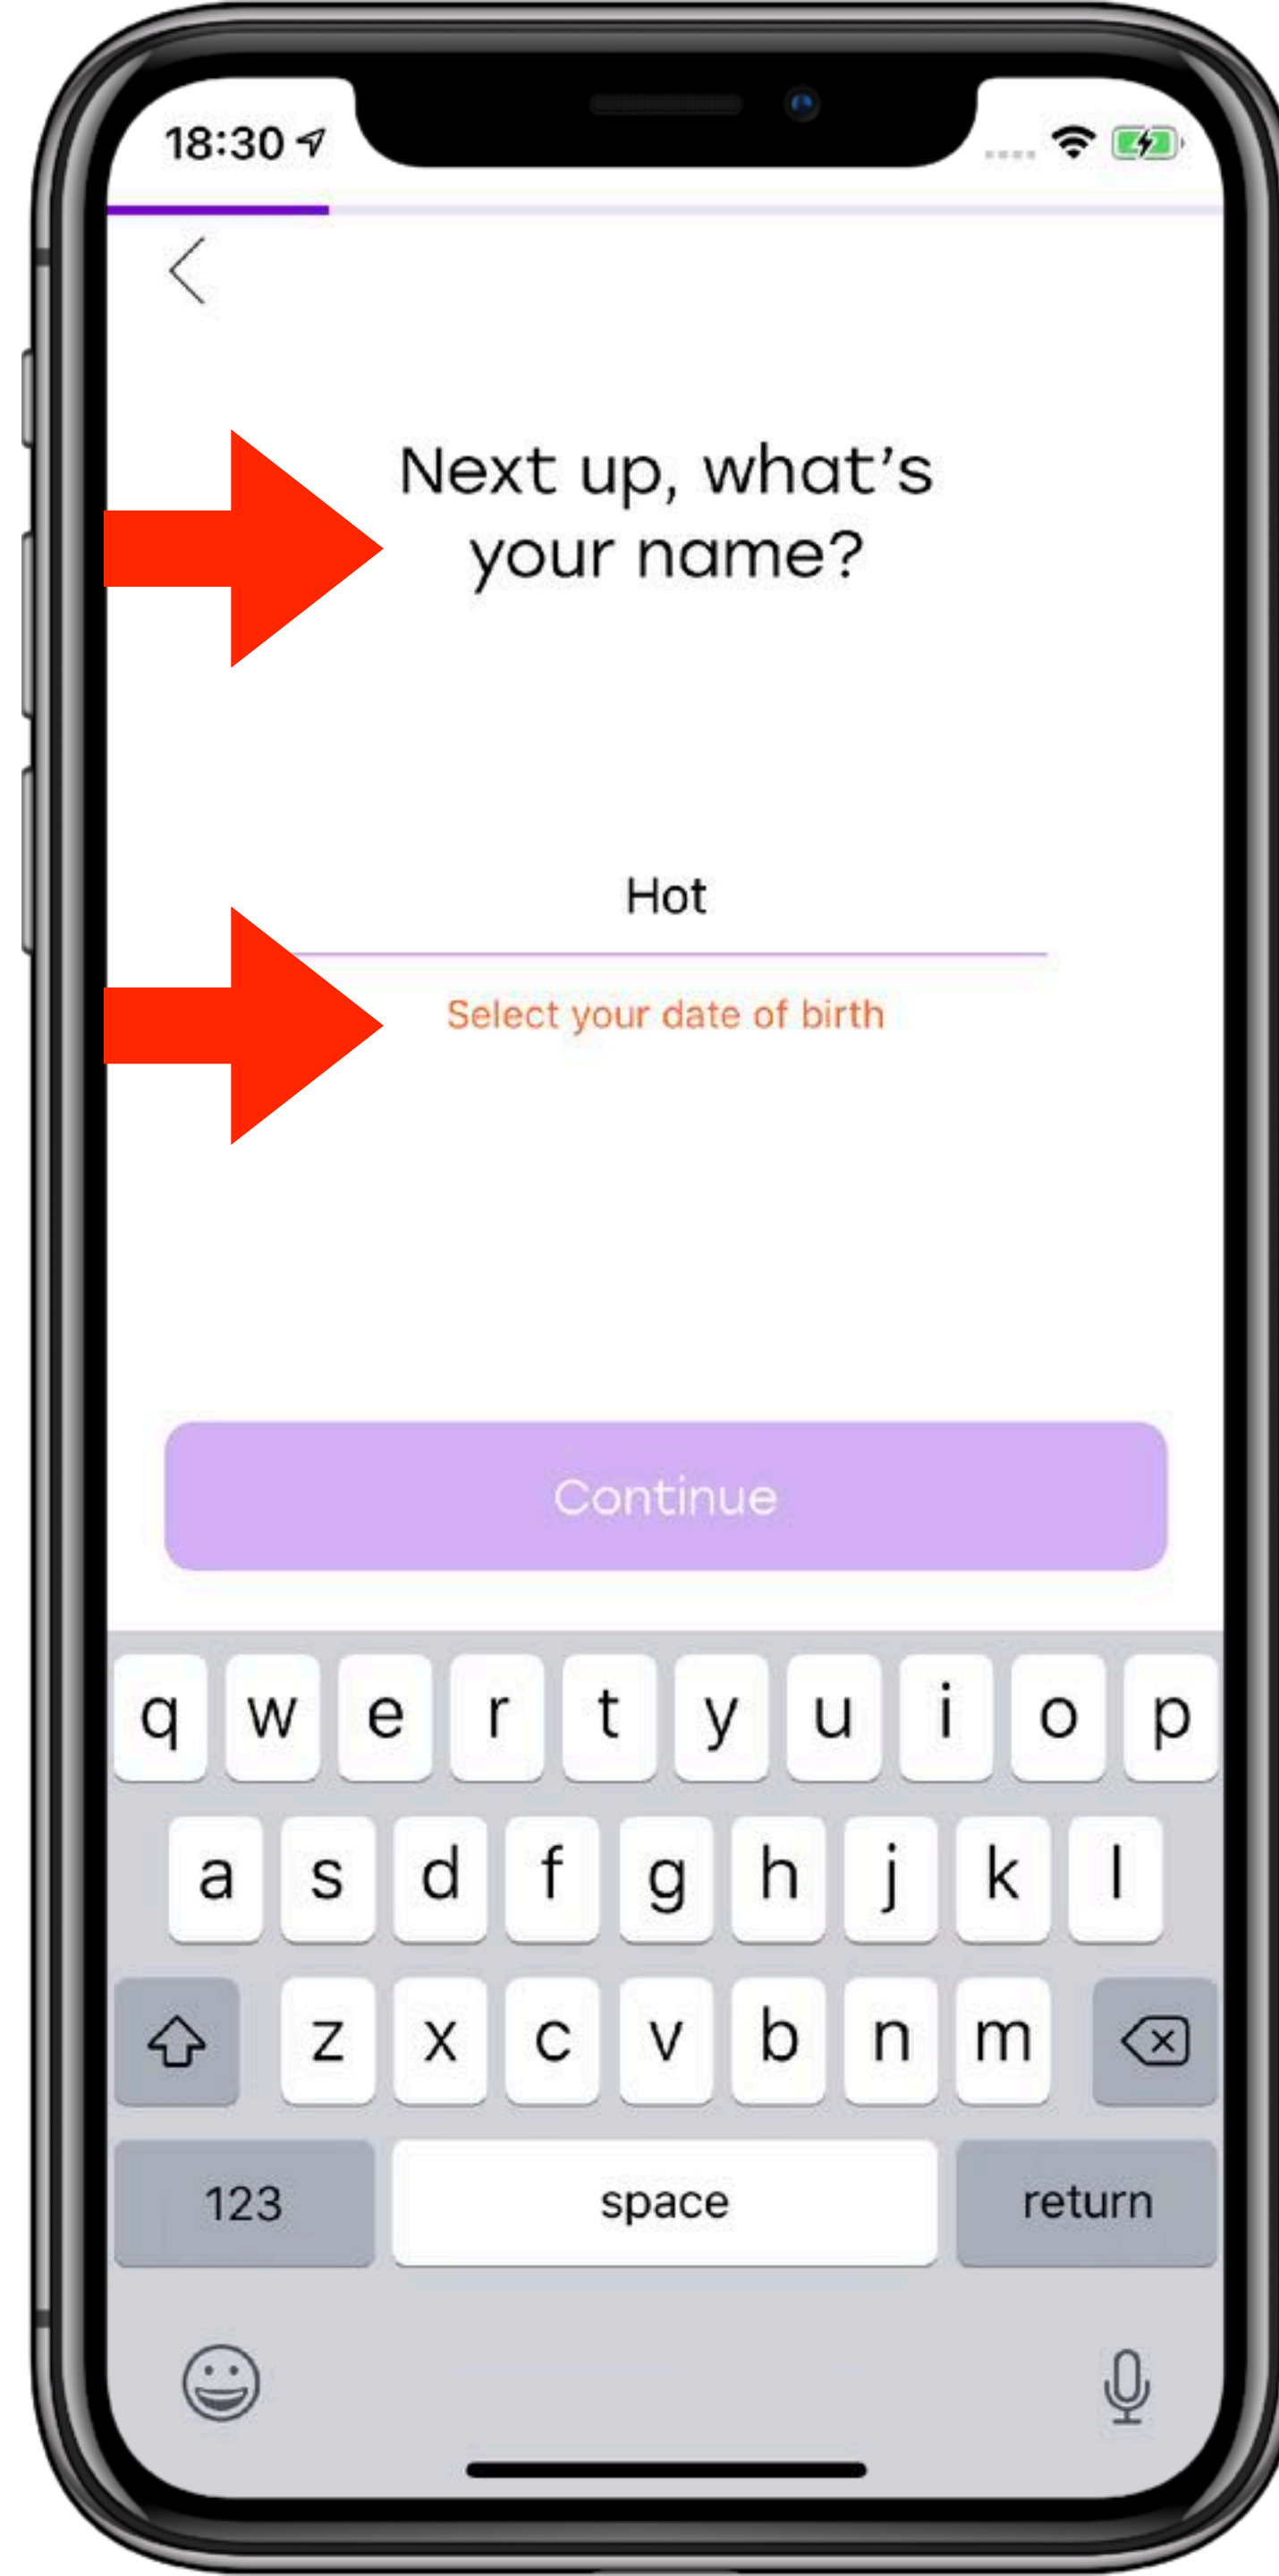 18:30
Next up, what's
your name?
Hot
Select your date of birth
Continue
q w e r t y u i o p
a s d f g h j k l
z x c v b n m
123 space return